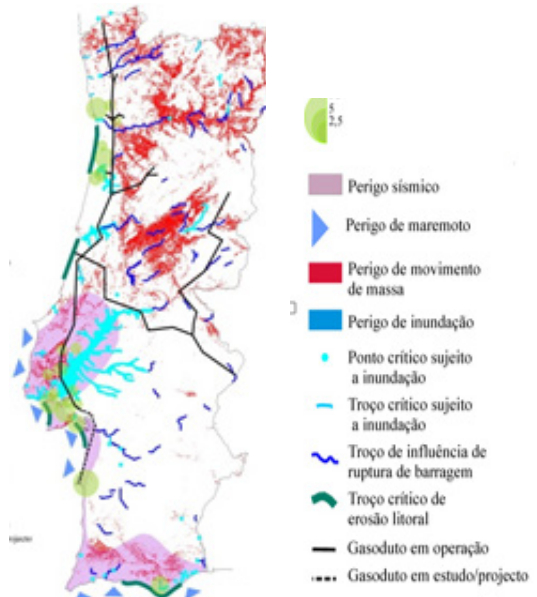 5
2,5
Perigo sísmico
Perigo de maremoto
Perigo de movimento
de massa
Perigo de inundação
Ponto crítico sujeito
a inundação
Troço crítico sujeito
a inundação
Troço de influência de
ruptura de barragem
Troço crítico de
erosão litoral
Gasoduto em operação
Gasoduto em estudo/projecto